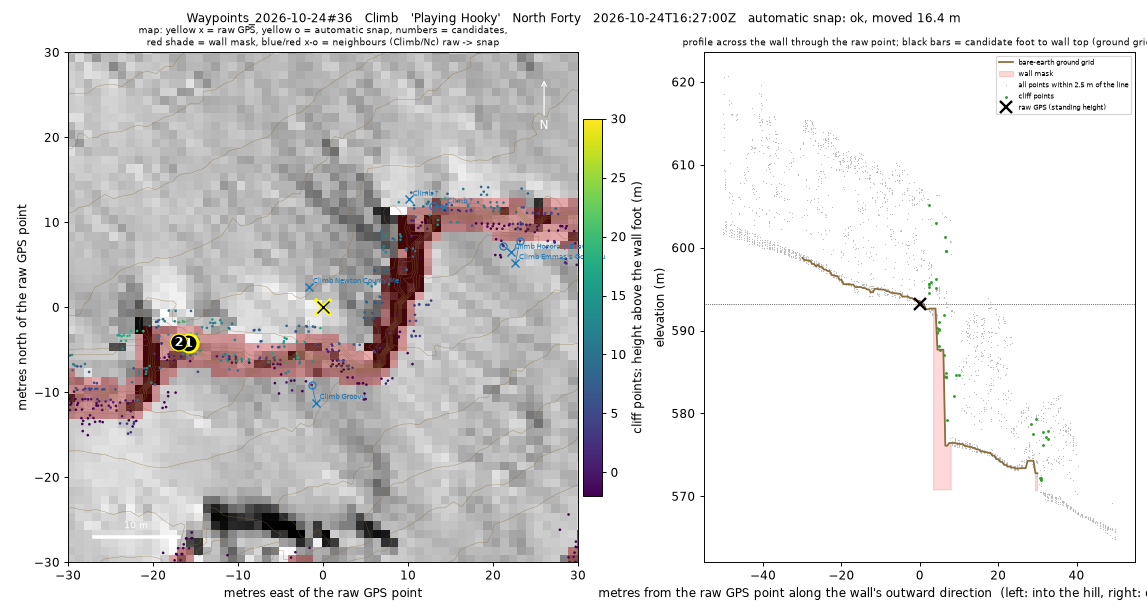 Waypoints_2026-10-24#36 Climb 'Playing Hooky' North Forty 2026-10-24T16:27:00Z automatic snap: ok, moved 16.4 m
map: yellow x = raw GPS, yellow o = automatic snap, numbers = candidates,
red shade = wall mask, blue/red x-o = neighbours (Climb/Nc) raw -> snap
profile across the wall through the raw point; black bars = candidate foot to wall top (ground gri
metres north of the raw GPS point
30
20
10
0
−10
−20
−30
−30
−20
−10
0
10
20
30
metres east of the raw GPS point
N
10 m
2
1
Climb Newton County
Climb Groovy
30
25
20
15
10
5
0
cliff points: height above the wall foot (m)
bare-earth ground grid
wall mask
all points within 2.5 m of the line
cliff points
raw GPS (standing height)
elevation (m)
620
610
600
590
580
570
−40
−20
0
20
40
metres from the raw GPS point along the wall's outward direction (left: into the hill, right: